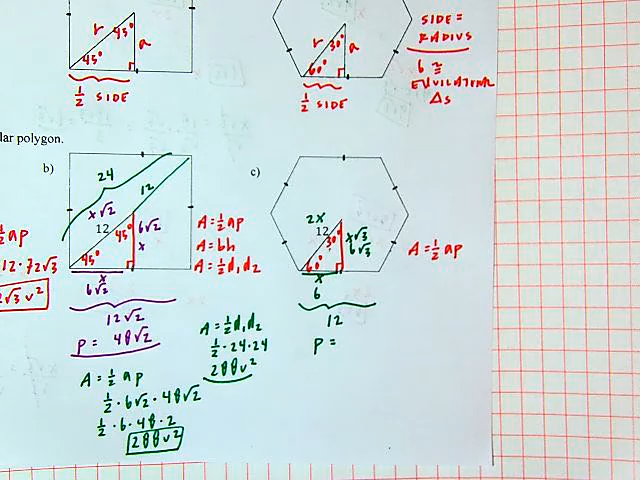 r 45° a
45°
1/2 SIDE
r 30° a
60°
1/2 SIDE
SIDE =
RADIUS
6 ≅
EQUILATERAL
Δs
lar polygon.
b)
24
12
x√2
12 45° 6√2
x
45°
x
6√2
12√2
P = 48√2
A = 1/2 ap
A = bh
A = 1/2 d₁d₂
A = 1/2 d₁d₂
1/2 · 24 · 24
288 u²
A = 1/2 ap
1/2 · 6√2 · 48√2
1/2 · 6 · 48 · 2
288 u²
c)
2x
12 30° x√3
6√3
60°
x
6
12
P =
A = 1/2 ap
1/2 ap
12 · 72√3
2√3 u²